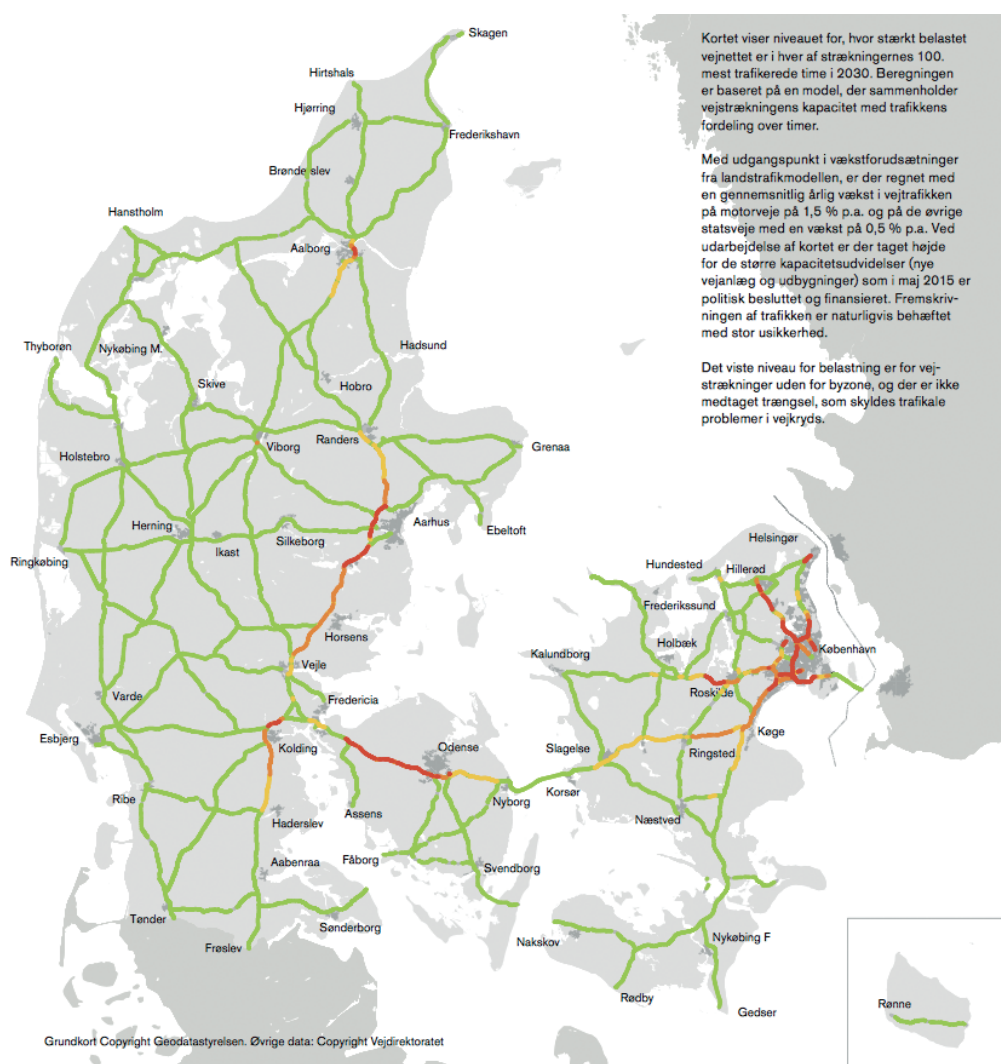 Kortet viser niveauet for, hvor stærkt belastet
vejnettet er i hver af strækningernes 100.
mest trafikerede time i 2030. Beregningen
er baseret på en model, der sammenholder
vejstrækningens kapacitet med trafikkens
fordeling over timer.
Med udgangspunkt i vækstforudsætninger
fra landstrafikmodellen, er der regnet med
en gennemsnitlig årlig vækst i vejtrafikken
på motorveje på 1,5 % p.a. og på de øvrige
statsveje med en vækst på 0,5 % p.a. Ved
udarbejdelse af kortet er der taget højde
for de større kapacitetsudvidelser (nye
vejanlæg og udbygninger) som i maj 2015 er
politisk besluttet og finansieret. Fremskriv-
ningen af trafikken er naturligvis behæftet
med stor usikkerhed.
Det viste niveau for belastning er for vej-
strækninger uden for byzone, og der er ikke
medtaget trængsel, som skyldes trafikale
problemer i vejkryds.
Skagen
Hirtshals
Hjørring
Frederikshavn
Brønderslev
Hanstholm
Aalborg
Thyborøn
Nykøbing M.
Hadsund
Skive
Hobro
Viborg
Randers
Grenaa
Holstebro
Herning
Ikast
Silkeborg
Aarhus
Ebeltoft
Ringkøbing
Helsingør
Hundested
Hillerød
Frederikssund
Horsens
Holbæk
København
Kalundborg
Vejle
Varde
Fredericia
Roskilde
Esbjerg
Kolding
Odense
Slagelse
Ringsted
Køge
Ribe
Nyborg
Korsør
Haderslev
Assens
Næstved
Aabenraa
Fåborg
Svendborg
Tønder
Sønderborg
Frøslev
Nakskov
Nykøbing F
Rødby
Gedser
Rønne
Grundkort Copyright Geodatastyrelsen. Øvrige data: Copyright Vejdirektoratet